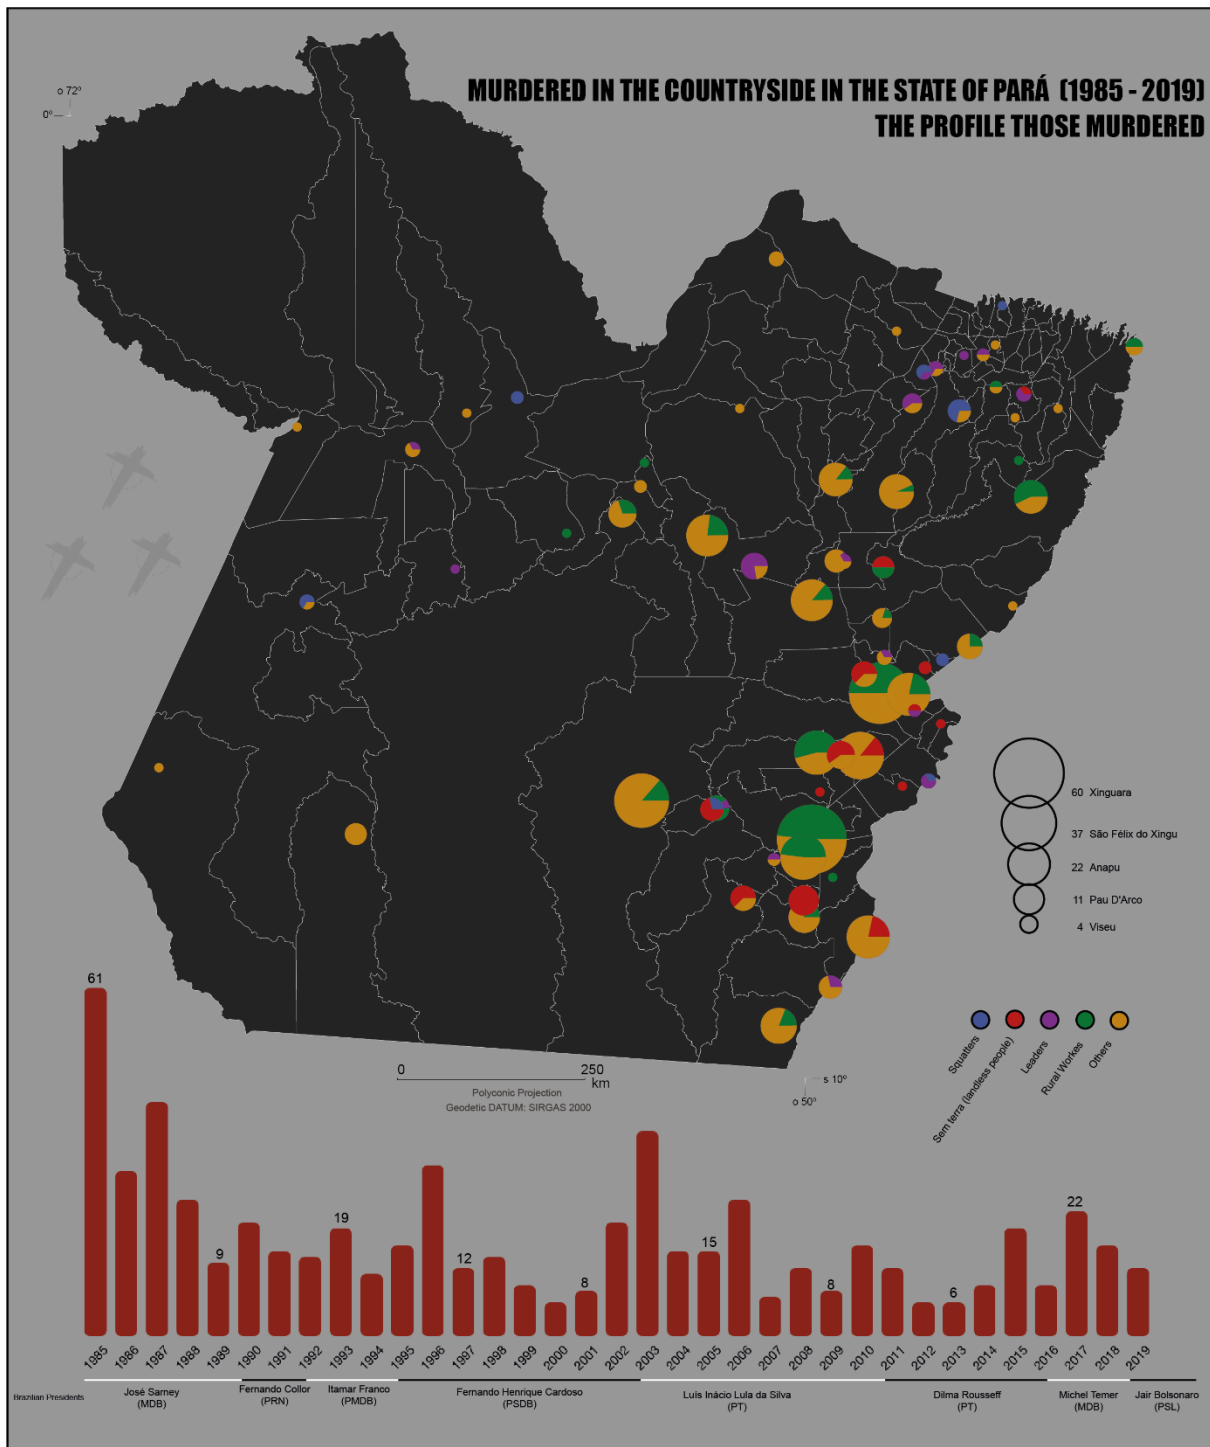 MURDERED IN THE COUNTRYSIDE IN THE STATE OF PARÁ (1985 - 2019)
THE PROFILE THOSE MURDERED
o 72º
0º
60 Xinguara
37 São Félix do Xingu
22 Anapu
11 Pau D'Arco
4 Viseu
Squatters
Sem terra (landless people)
Leaders
Rural Workes
Others
0 250
km
Polyconic Projection
Geodetic DATUM: SIRGAS 2000
s 10º
o 50º
61
9
19
12
8
15
8
6
22
1985 1986 1987 1988 1989 1990 1991 1992 1993 1994 1995 1996 1997 1998 1999 2000 2001 2002 2003 2004 2005 2006 2007 2008 2009 2010 2011 2012 2013 2014 2015 2016 2017 2018 2019
Brazilian Presidents
José Sarney
(MDB)
Fernando Collor
(PRN)
Itamar Franco
(PMDB)
Fernando Henrique Cardoso
(PSDB)
Luís Inácio Lula da Silva
(PT)
Dilma Rousseff
(PT)
Michel Temer
(MDB)
Jair Bolsonaro
(PSL)